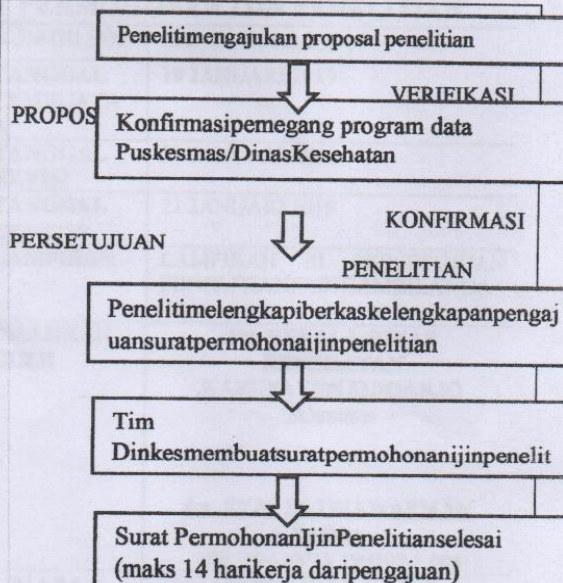 Penelitimengajukan proposal penelitian
VERIFIKASI
PROPOS
Konfirmasipemegang program data
Puskesmas/DinasKesehatan
KONFIRMASI
PERSETUJUAN
PENELITIAN
Penelitimelengkapiberkaskelengkapanpengaj
uansuratpermohonaijinpenelitian
Tim
Dinkesmembuatsuratpermohonanijinpenelit
Surat PermohonanIjinPenelitianselesai
(maks 14 harikerja daripengajuan)